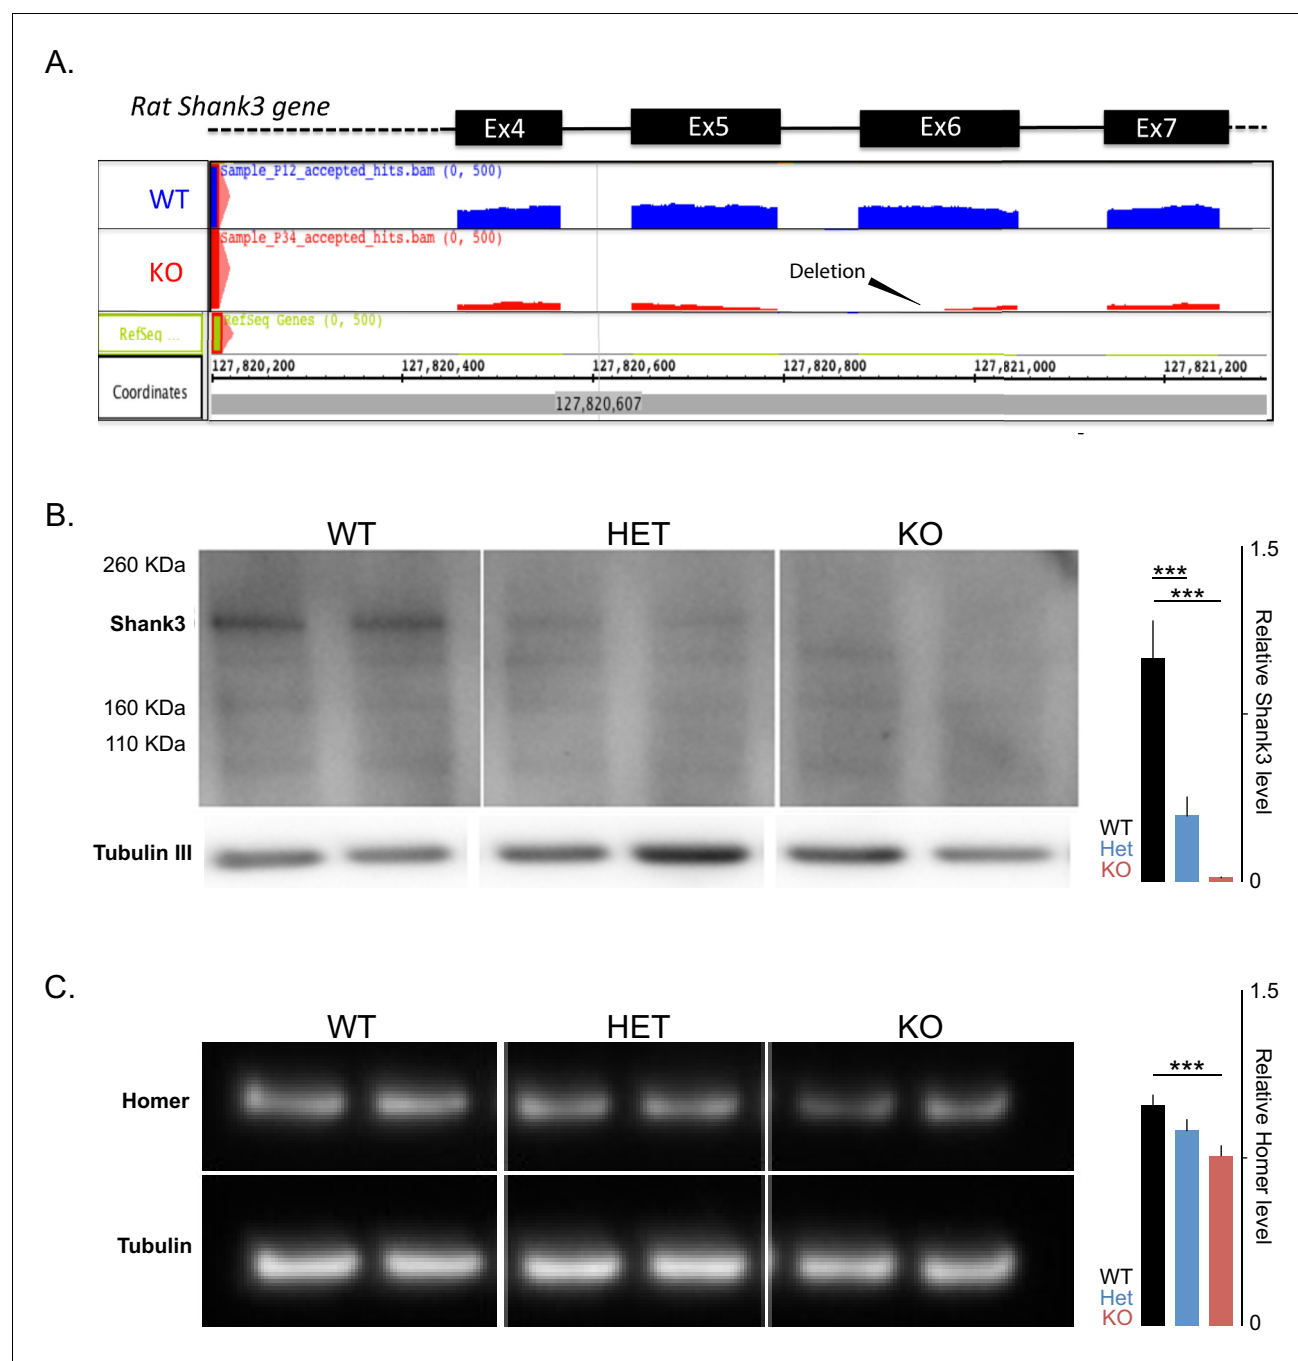 A.
Rat Shank3 gene
Ex4 Ex5 Ex6 Ex7
WT
Sample_P12_accepted_hits.bam (0, 500)
KO
Sample_P34_accepted_hits.bam (0, 500)
Deletion
RefSeq ...
RefSeq Genes (0, 500)
Coordinates
127,820,200 127,820,400 127,820,600 127,820,800 127,821,000 127,821,200
127,820,607
B.
WT HET KO
260 KDa
Shank3
160 KDa
110 KDa
Tubulin III
1.5
***
***
Relative Shank3 level
WT
Het
KO
0
C.
WT HET KO
Homer
Tubulin
1.5
***
Relative Homer level
WT
Het
KO
0